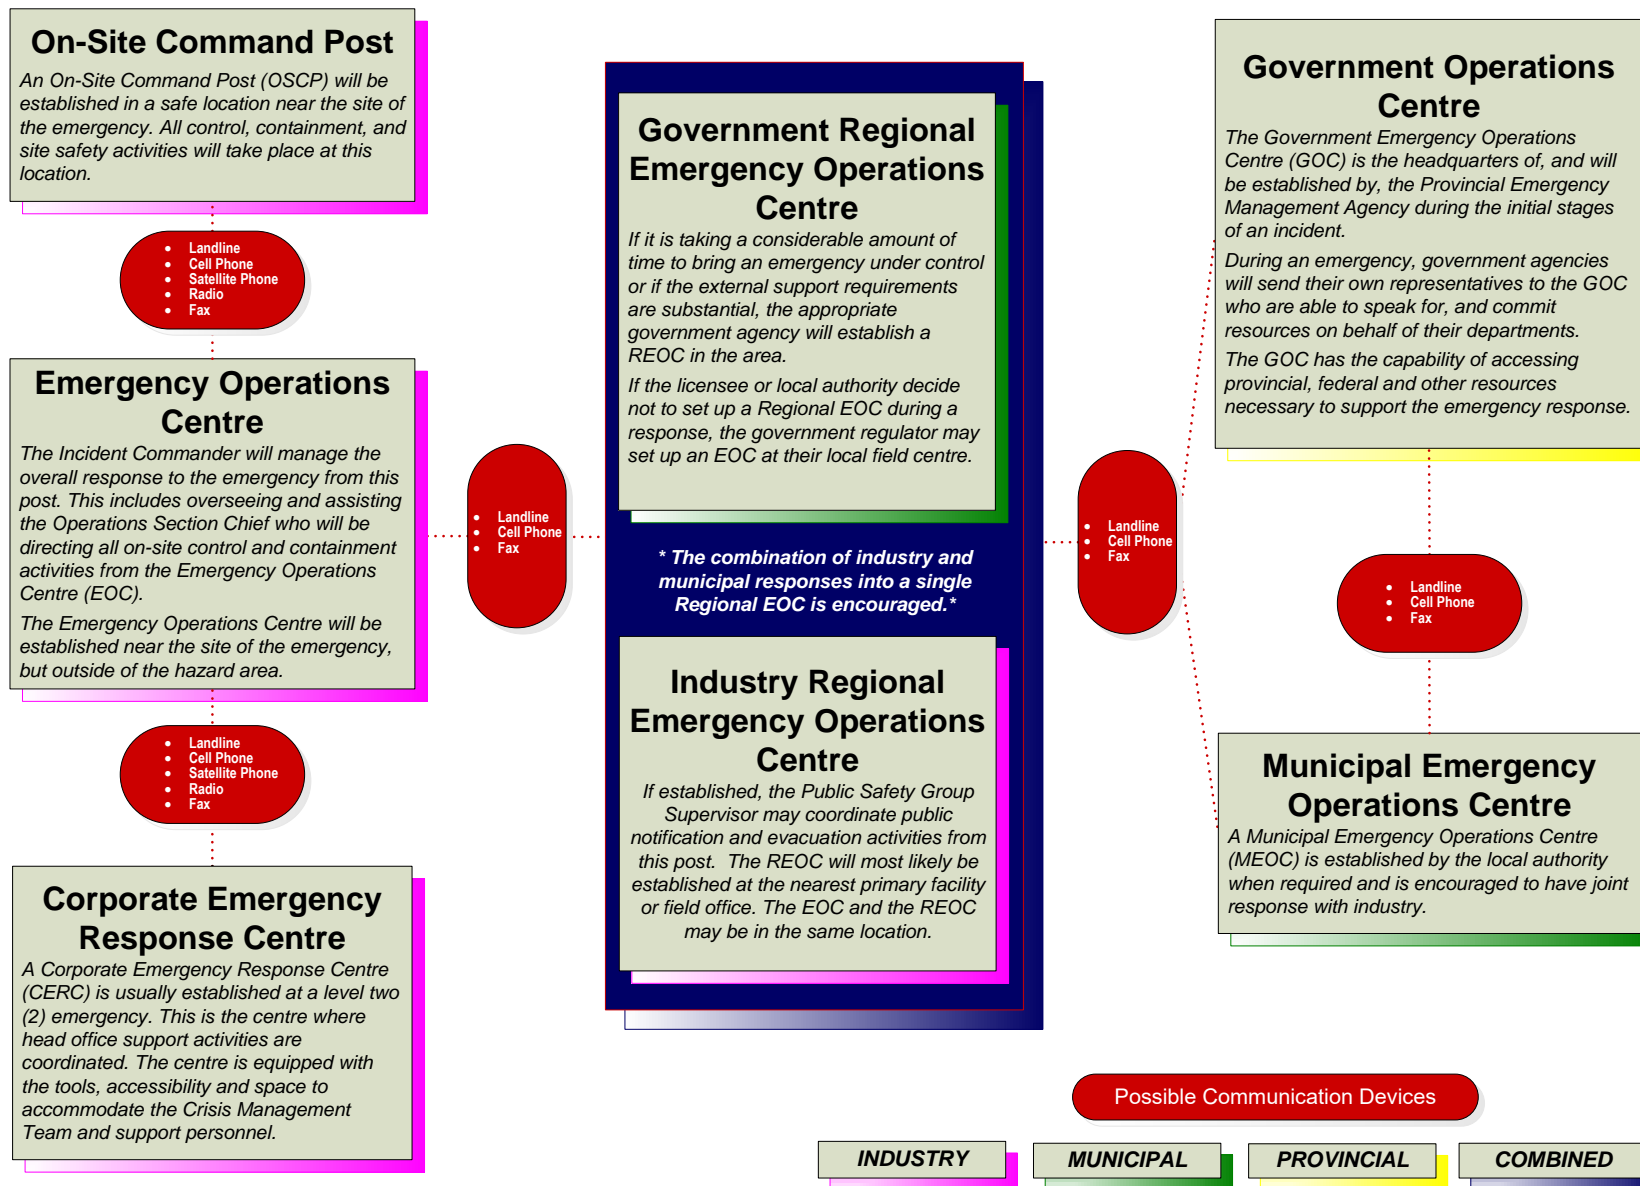 On-Site Command Post
An On-Site Command Post (OSCP) will be
established in a safe location near the site of
the emergency. All control, containment, and
site safety activities will take place at this
location.
• Landline
• Cell Phone
• Satellite Phone
• Radio
• Fax
Emergency Operations
Centre
The Incident Commander will manage the
overall response to the emergency from this
post. This includes overseeing and assisting
the Operations Section Chief who will be
directing all on-site control and containment
activities from the Emergency Operations
Centre (EOC).
The Emergency Operations Centre will be
established near the site of the emergency,
but outside of the hazard area.
• Landline
• Cell Phone
• Satellite Phone
• Radio
• Fax
Corporate Emergency
Response Centre
A Corporate Emergency Response Centre
(CERC) is usually established at a level two
(2) emergency. This is the centre where
head office support activities are
coordinated. The centre is equipped with
the tools, accessibility and space to
accommodate the Crisis Management
Team and support personnel.
• Landline
• Cell Phone
• Fax
Government Regional
Emergency Operations
Centre
If it is taking a considerable amount of
time to bring an emergency under control
or if the external support requirements
are substantial, the appropriate
government agency will establish a
REOC in the area.
If the licensee or local authority decide
not to set up a Regional EOC during a
response, the government regulator may
set up an EOC at their local field centre.
* The combination of industry and
municipal responses into a single
Regional EOC is encouraged.*
Industry Regional
Emergency Operations
Centre
If established, the Public Safety Group
Supervisor may coordinate public
notification and evacuation activities from
this post. The REOC will most likely be
established at the nearest primary facility
or field office. The EOC and the REOC
may be in the same location.
• Landline
• Cell Phone
• Fax
Government Operations
Centre
The Government Emergency Operations
Centre (GOC) is the headquarters of, and will
be established by, the Provincial Emergency
Management Agency during the initial stages
of an incident.
During an emergency, government agencies
will send their own representatives to the GOC
who are able to speak for, and commit
resources on behalf of their departments.
The GOC has the capability of accessing
provincial, federal and other resources
necessary to support the emergency response.
• Landline
• Cell Phone
• Fax
Municipal Emergency
Operations Centre
A Municipal Emergency Operations Centre
(MEOC) is established by the local authority
when required and is encouraged to have joint
response with industry.
Possible Communication Devices
INDUSTRY
MUNICIPAL
PROVINCIAL
COMBINED